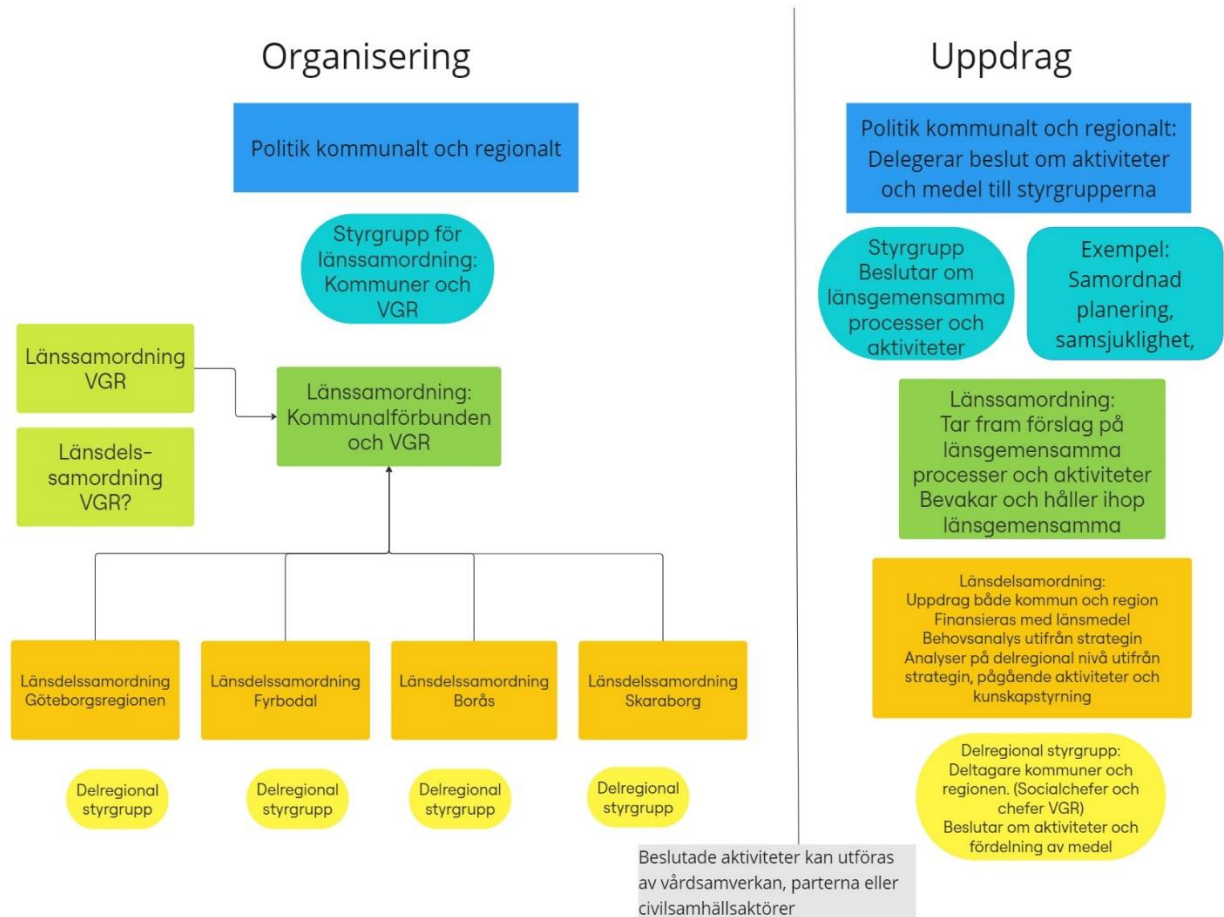 Organisering
Politik kommunalt och regionalt
Styrgrupp för
länssamordning:
Kommuner och
VGR
Länssamordning
VGR
Länssamordning:
Kommunalförbunden
och VGR
Länsdels-
samordning
VGR?
Länsdelssamordning
Göteborgsregionen
Länsdelssamordning
Fyrbodal
Länsdelssamordning
Borås
Länsdelssamordning
Skaraborg
Delregional
styrgrupp
Delregional
styrgrupp
Delregional
styrgrupp
Delregional
styrgrupp
Uppdrag
Politik kommunalt och regionalt:
Delegerar beslut om aktiviteter
och medel till styrgrupperna
Styrgrupp
Beslutar om
länsgemensamma
processer och
aktiviteter
Exempel:
Samordnad
planering,
samsjuklighet,
Länssamordning:
Tar fram förslag på
länsgemensamma
processer och aktiviteter
Bevakar och håller ihop
länsgemensamma
Länsdelsamordning:
Uppdrag både kommun och region
Finansieras med länsmedel
Behovsanalys utifrån strategin
Analyser på delregional nivå utifrån
strategin, pågående aktiviteter och
kunskapstyrning
Delregional styrgrupp:
Deltagare kommuner och
regionen. (Socialchefer och
chefer VGR)
Beslutar om aktiviteter och
fördelning av medel
Beslutade aktiviteter kan utföras
av vårdsamverkan, parterna eller
civilsamhällsaktörer